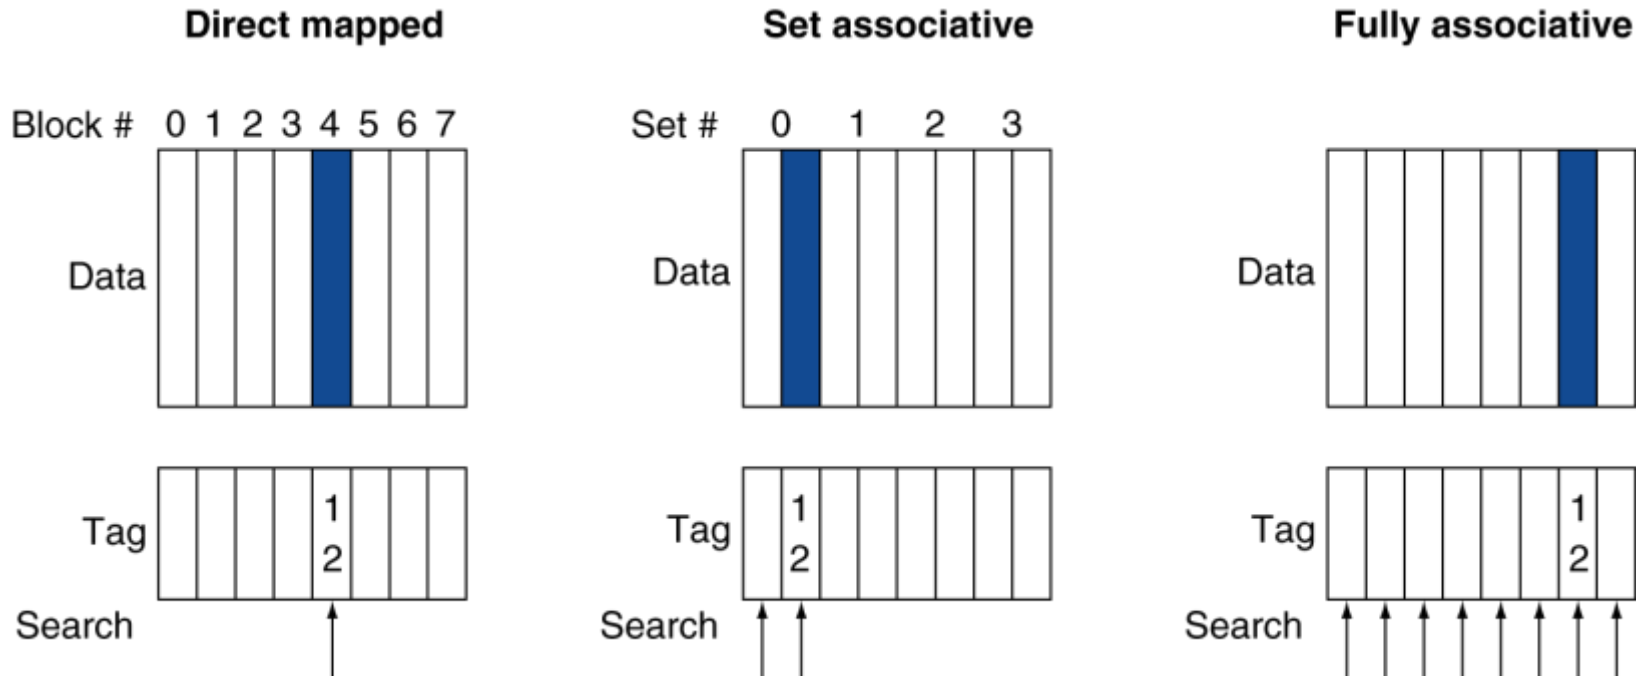 Direct mapped
Block # 0 1 2 3 4 5 6 7
Data
Tag
1
2
Search
Set associative
Set # 0 1 2 3
Data
Tag
1
2
Search
Fully associative
Data
Tag
1
2
Search